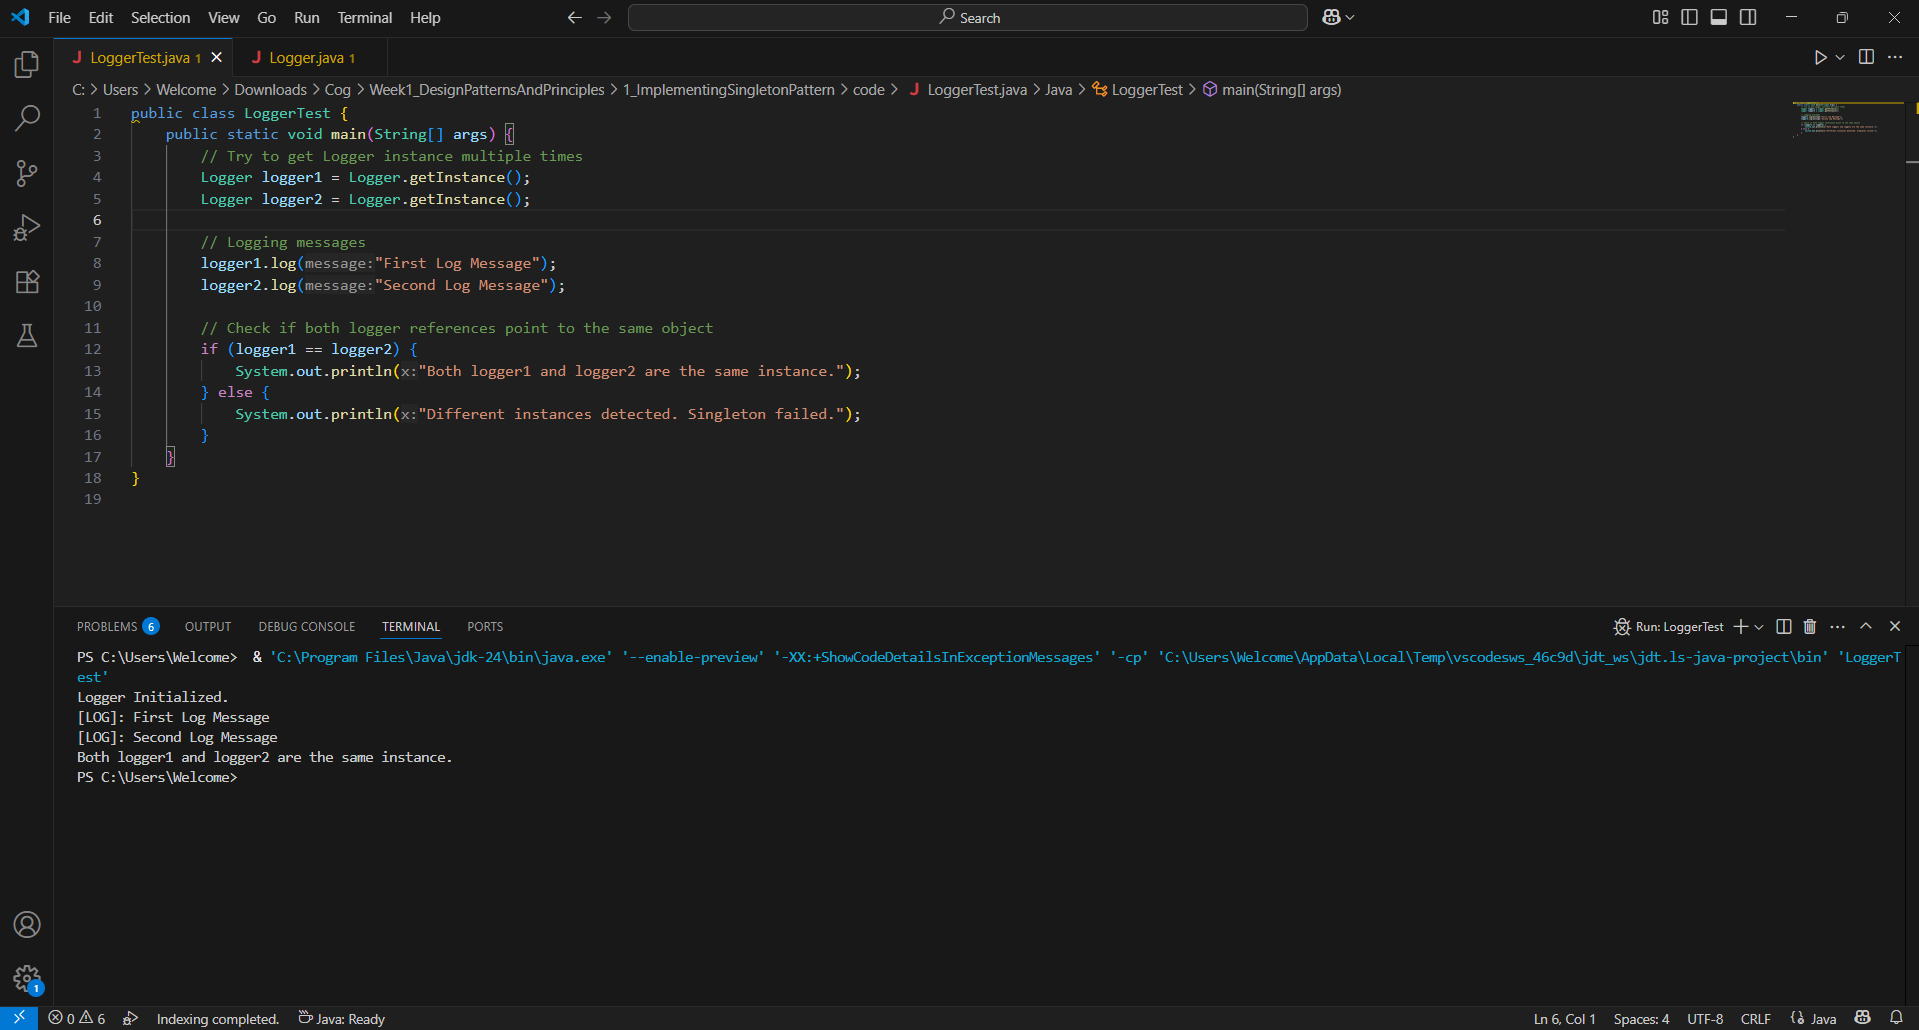 File Edit Selection View Go Run Terminal Help
Search
LoggerTest.java 1
Logger.java 1
C: > Users > Welcome > Downloads > Cog > Week1_DesignPatternsAndPrinciples > 1_ImplementingSingletonPattern > code > J LoggerTest.java > Java > LoggerTest > main(String[] args)
1 public class LoggerTest {
2     public static void main(String[] args) {
3         // Try to get Logger instance multiple times
4         Logger logger1 = Logger.getInstance();
5         Logger logger2 = Logger.getInstance();
6
7         // Logging messages
8         logger1.log(message:"First Log Message");
9         logger2.log(message:"Second Log Message");
10
11         // Check if both logger references point to the same object
12         if (logger1 == logger2) {
13             System.out.println(x:"Both logger1 and logger2 are the same instance.");
14         } else {
15             System.out.println(x:"Different instances detected. Singleton failed.");
16         }
17     }
18 }
19
PROBLEMS 6 OUTPUT DEBUG CONSOLE TERMINAL PORTS
Run: LoggerTest
PS C:\Users\Welcome>  & 'C:\Program Files\Java\jdk-24\bin\java.exe' '--enable-preview' '-XX:+ShowCodeDetailsInExceptionMessages' '-cp' 'C:\Users\Welcome\AppData\Local\Temp\vscodesws_46c9d\jdt_ws\jdt.ls-java-project\bin' 'LoggerT
est'
Logger Initialized.
[LOG]: First Log Message
[LOG]: Second Log Message
Both logger1 and logger2 are the same instance.
PS C:\Users\Welcome>
1
0 6 Indexing completed. Java: Ready
Ln 6, Col 1 Spaces: 4 UTF-8 CRLF Java